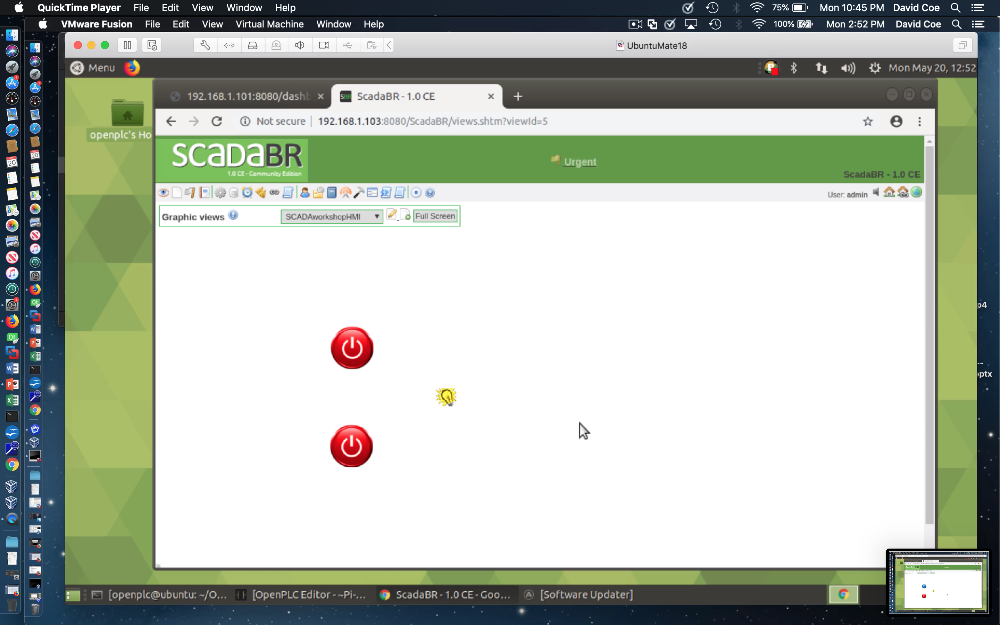 QuickTime Player File Edit View Window Help 75% Mon 10:45 PM David Coe
VMware Fusion File Edit View Virtual Machine Window Help 100% Mon 2:52 PM David Coe
UbuntuMate18
Menu Mon May 20, 12:52
192.168.1.101:8080/dashb SBR ScadaBR - 1.0 CE
Not secure 192.168.1.103:8080/ScadaBR/views.shtm?viewId=5
openplc's Ho
SCADABR
1.0 CE - Community Edition
Urgent
ScadaBR - 1.0 CE
User: admin
Graphic views SCADAworkshopHMI Full Screen
p4
--
pptx
[openplc@ubuntu: ~/O... [OpenPLC Editor - ~Pi-... ScadaBR - 1.0 CE - Goo... [Software Updater]